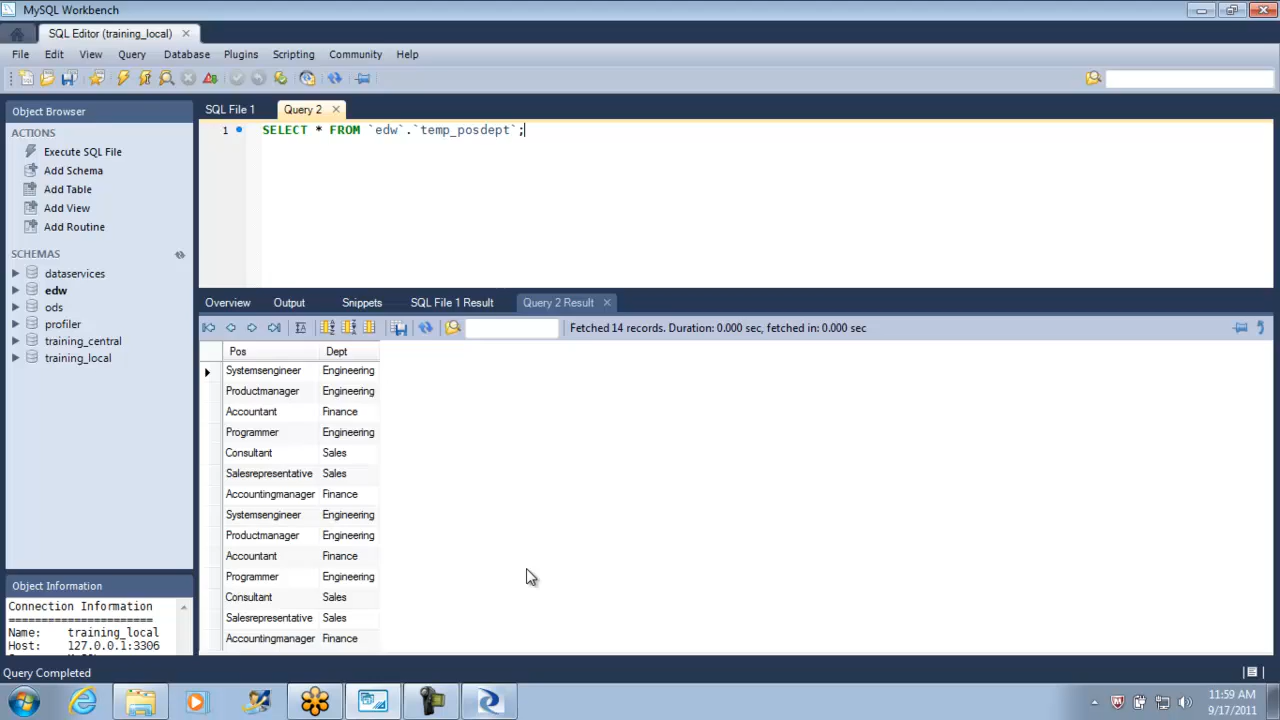 MySQL Workbench
SQL Editor (training_local)
File Edit View Query Database Plugins Scripting Community Help
Object Browser
ACTIONS
Execute SQL File
Add Schema
Add Table
Add View
Add Routine
SCHEMAS
dataservices
edw
ods
profiler
training_central
training_local
Object Information
Connection Information
=====================
Name: training_local
Host: 127.0.0.1:3306
SQL File 1 Query 2
1 SELECT * FROM `edw`.`temp_posdept`;
Overview Output Snippets SQL File 1 Result Query 2 Result
Fetched 14 records. Duration: 0.000 sec, fetched in: 0.000 sec
Pos Dept
Systemsengineer Engineering
Productmanager Engineering
Accountant Finance
Programmer Engineering
Consultant Sales
Salesrepresentative Sales
Accountingmanager Finance
Systemsengineer Engineering
Productmanager Engineering
Accountant Finance
Programmer Engineering
Consultant Sales
Salesrepresentative Sales
Accountingmanager Finance
Query Completed
11:59 AM
9/17/2011